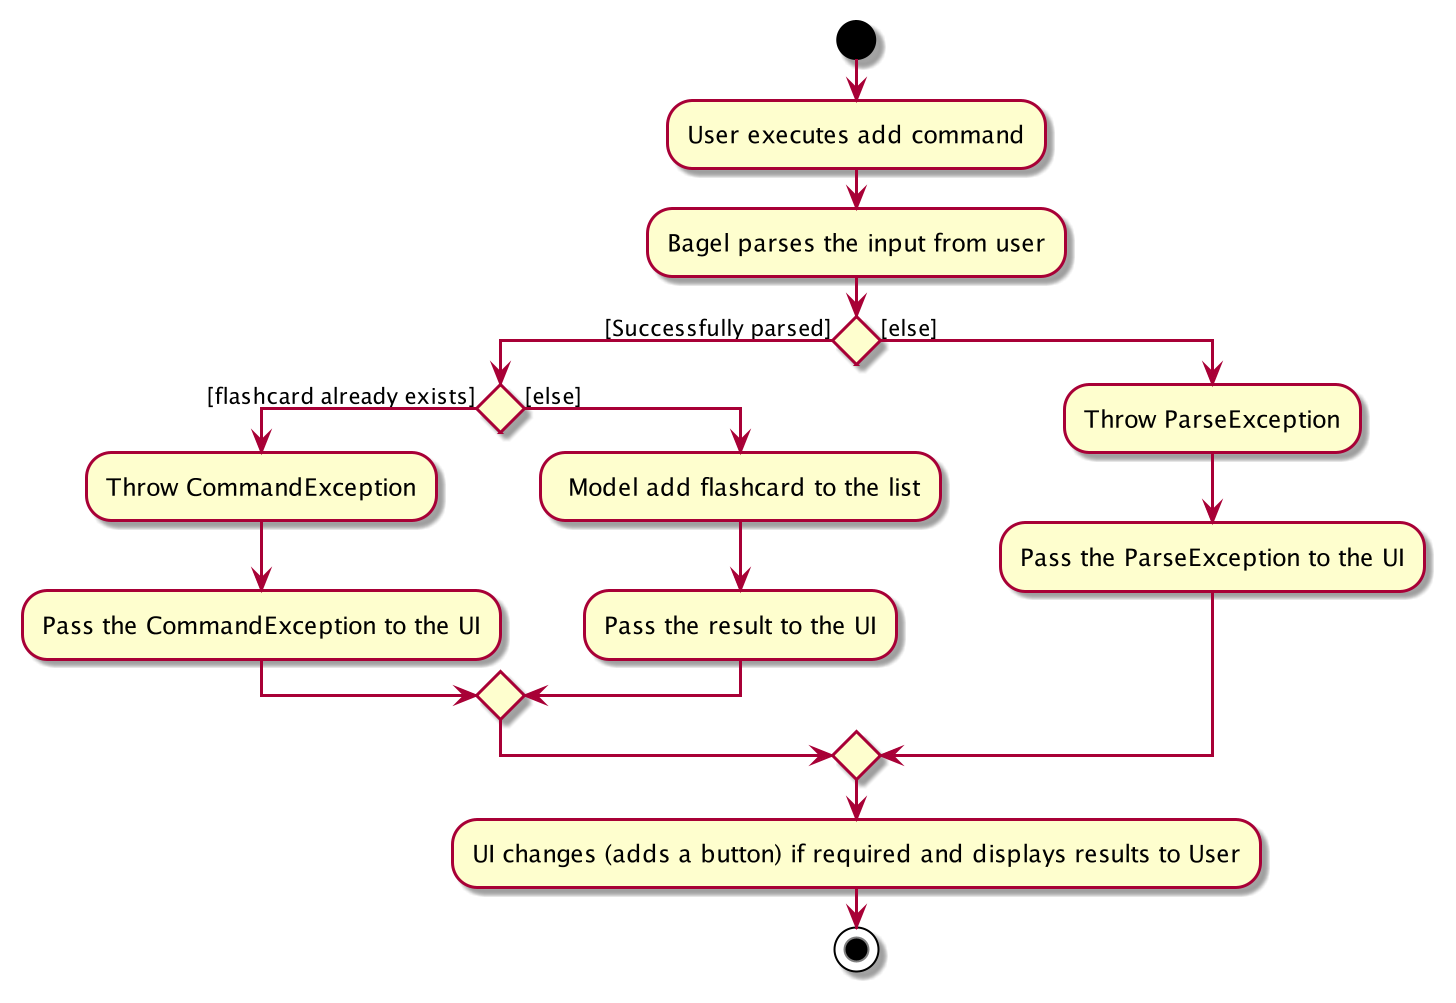 User executes add command
Bagel parses the input from user
[Successfully parsed]
[else]
[flashcard already exists]
[else]
Throw ParseException
Throw CommandException
Model add flashcard to the list
Pass the ParseException to the UI
Pass the CommandException to the UI
Pass the result to the UI
UI changes (adds a button) if required and displays results to User